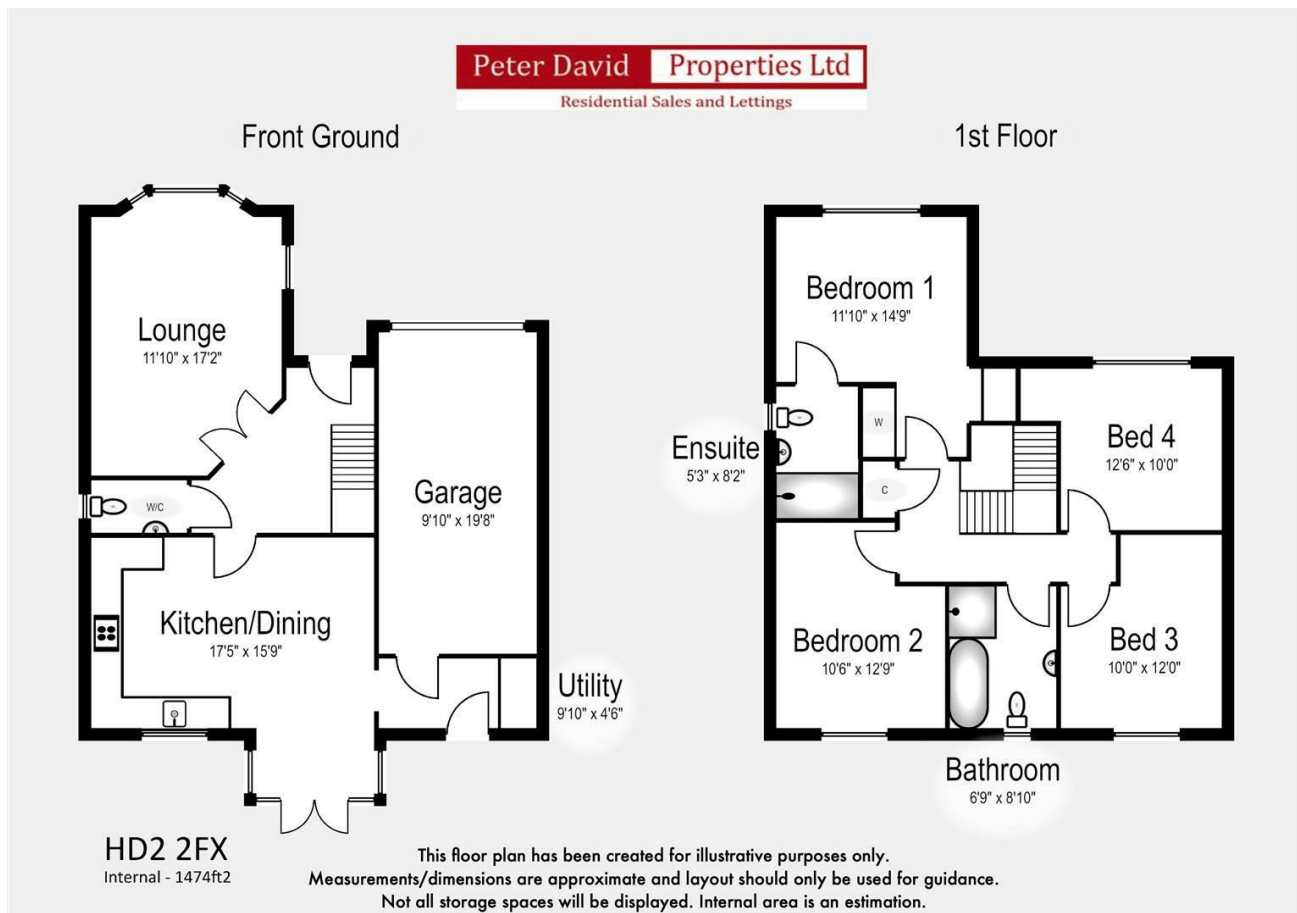 Peter David Properties Ltd
Residential Sales and Lettings
Front Ground
1st Floor
Lounge
11'10" x 17'2"
W/C
Garage
9'10" x 19'8"
Kitchen/Dining
17'5" x 15'9"
Utility
9'10" x 4'6"
Bedroom 1
11'10" x 14'9"
Ensuite
5'3" x 8'2"
W
C
Bed 4
12'6" x 10'0"
Bedroom 2
10'6" x 12'9"
Bed 3
10'0" x 12'0"
Bathroom
6'9" x 8'10"
HD2 2FX
Internal - 1474ft2
This floor plan has been created for illustrative purposes only.
Measurements/dimensions are approximate and layout should only be used for guidance.
Not all storage spaces will be displayed. Internal area is an estimation.